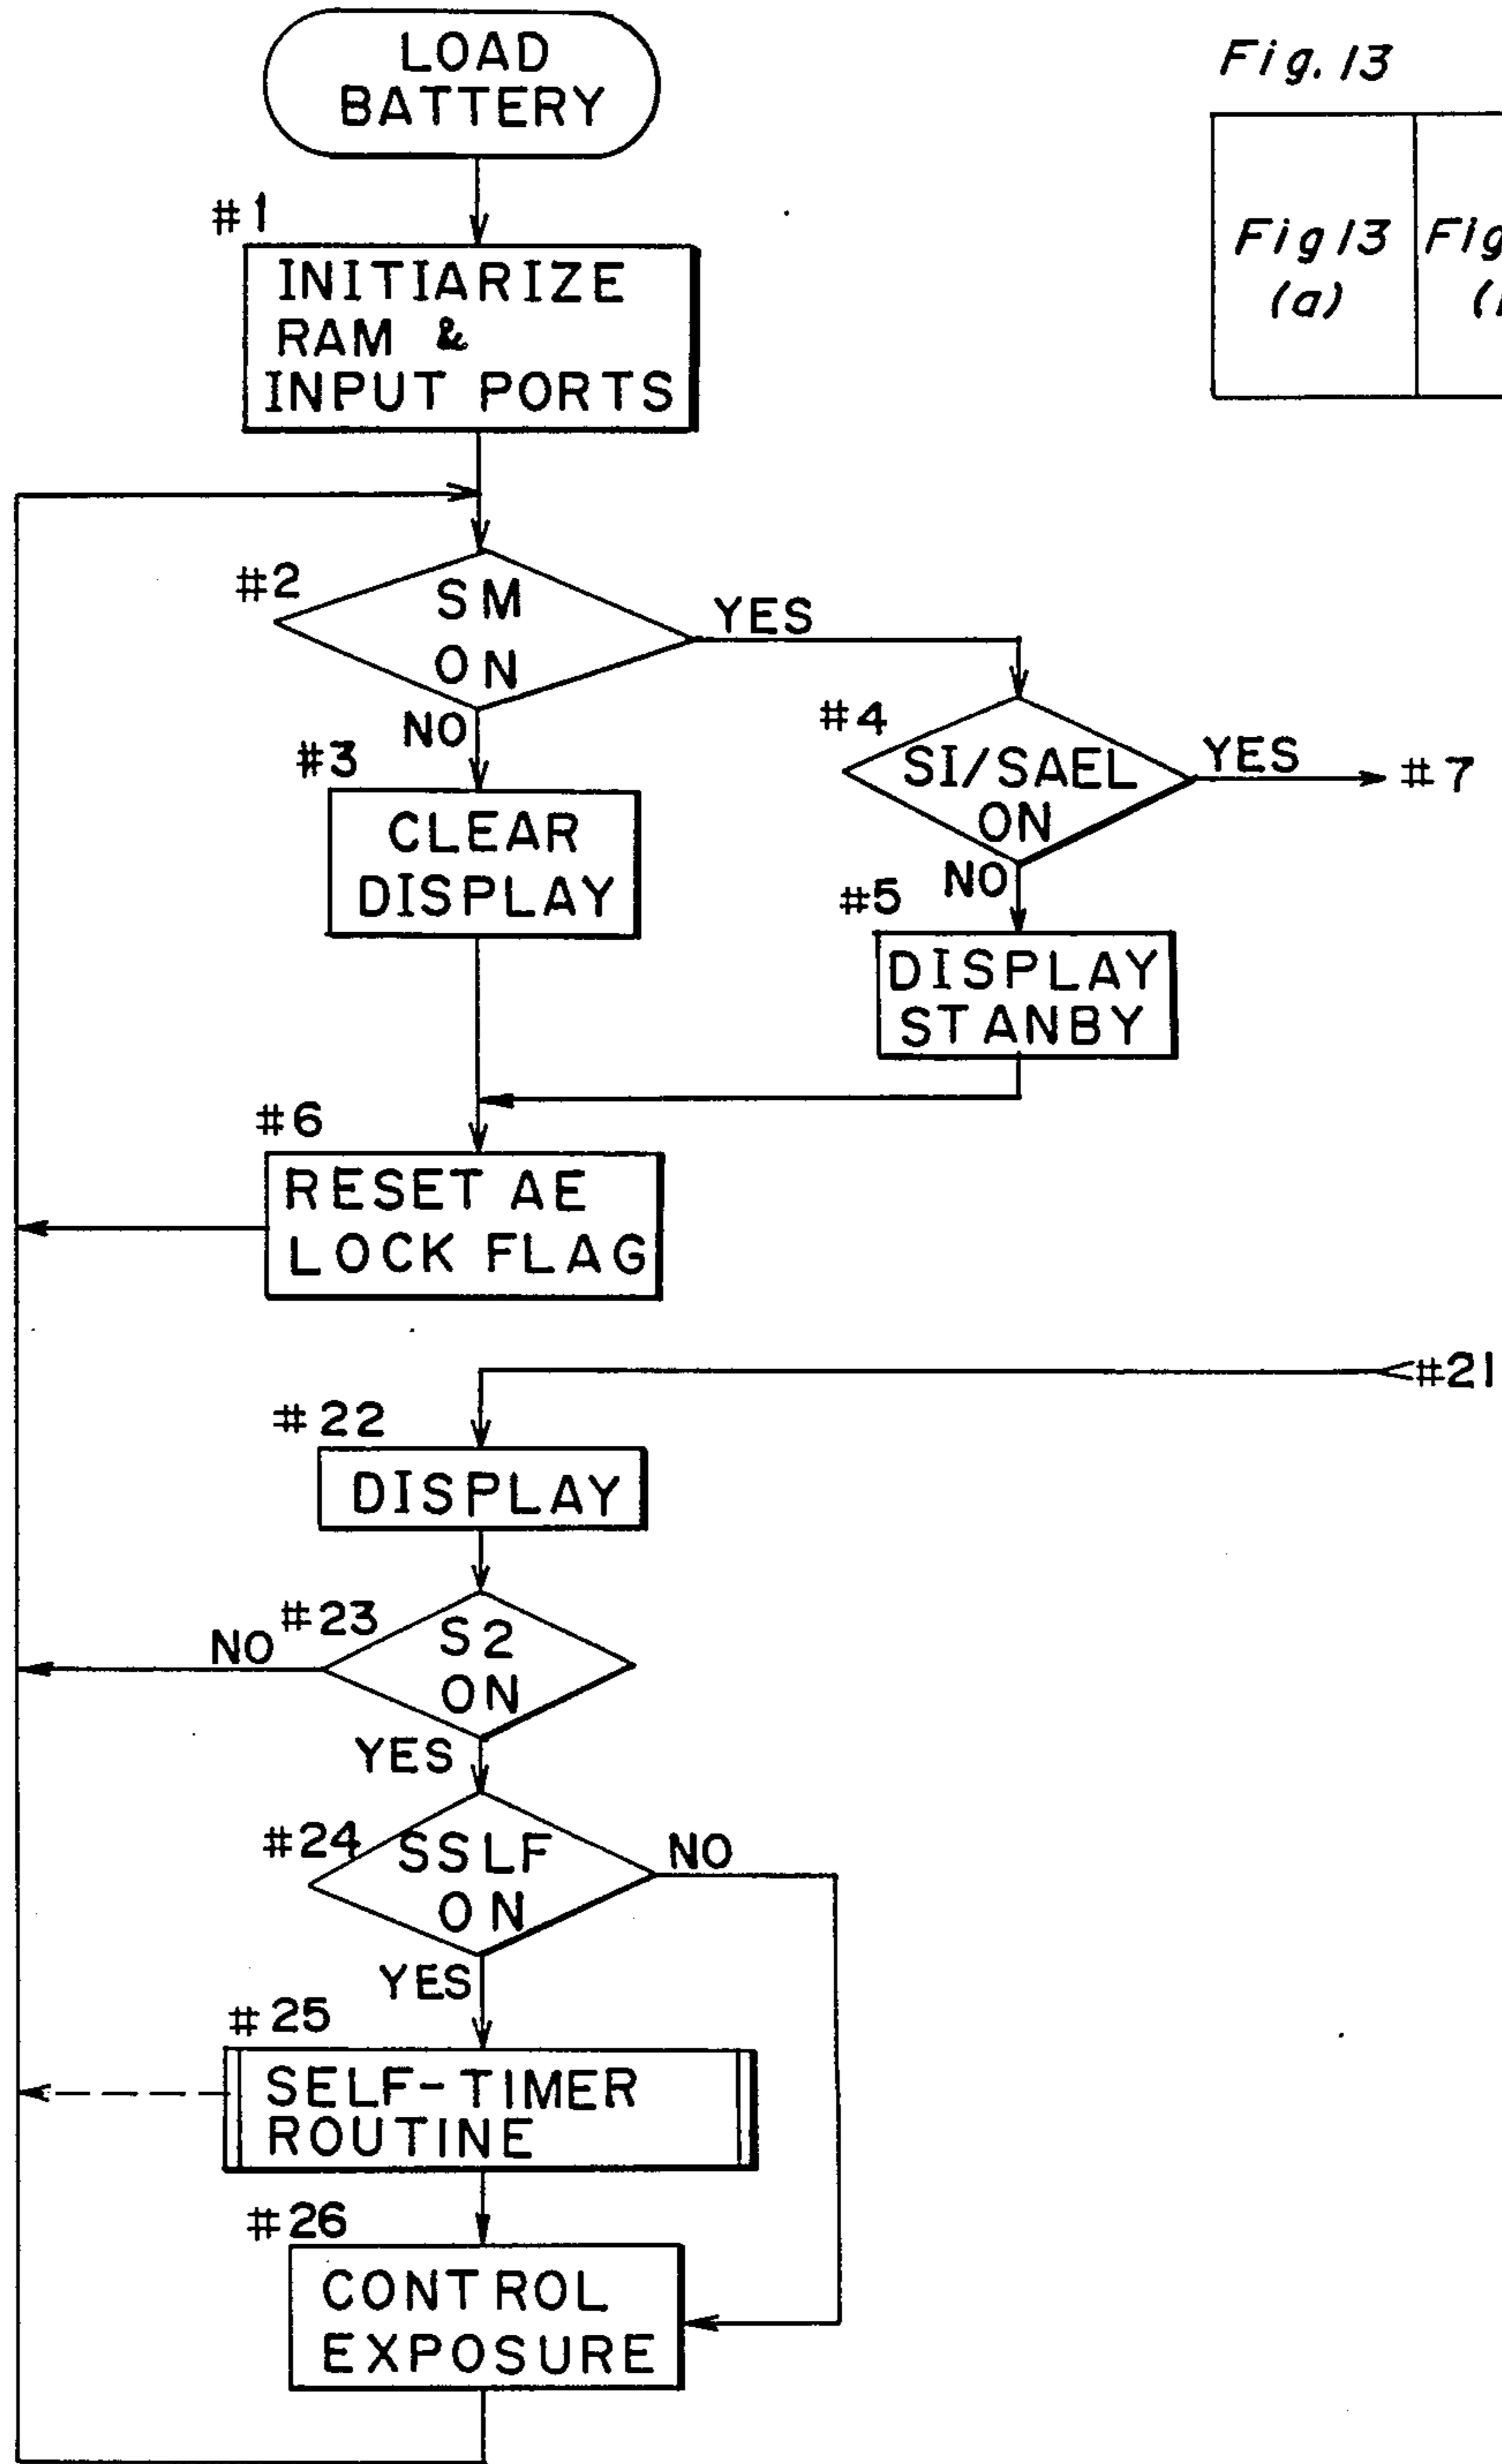 LOAD
BATTERY
Fig. 13
Fig 13
(a)
Fig
#1
INITIARIZE
RAM &
INPUT PORTS
#2
SM
ON
YES
NO
#3
CLEAR
DISPLAY
#4
SI/SAEL
ON
YES
#7
NO
#5
DISPLAY
STANBY
#6
RESET AE
LOCK FLAG
#21
#22
DISPLAY
#23
S2
ON
NO
YES
#24
SSLF
ON
NO
YES
#25
SELF-TIMER
ROUTINE
#26
CONTROL
EXPOSURE